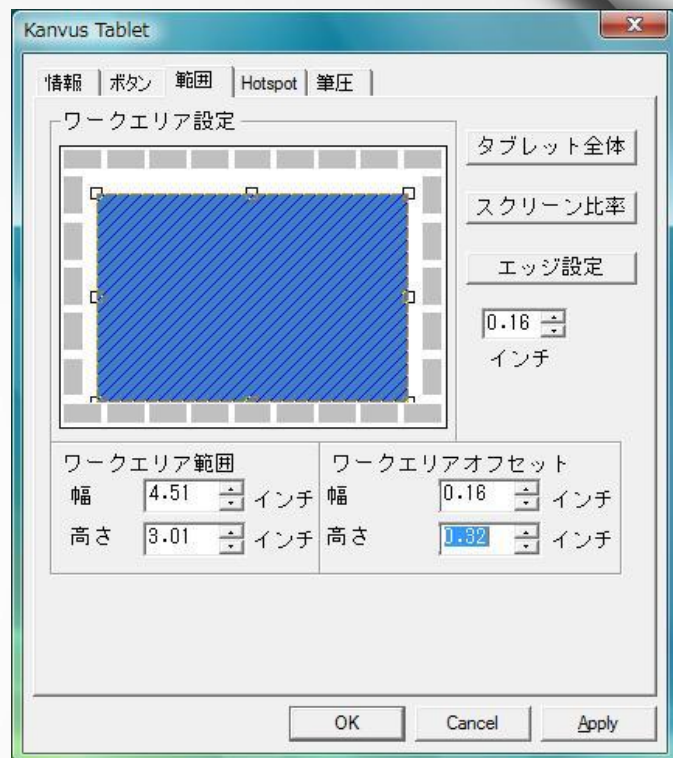 Kanvus Tablet
情報 ボタン 範囲 Hotspot 筆圧
ワークエリア設定
タブレット全体
スクリーン比率
エッジ設定
0.16
インチ
ワークエリア範囲 ワークエリアオフセット
幅 4.51 インチ 幅 0.16 インチ
高さ 3.01 インチ 高さ 0.32 インチ
OK Cancel Apply